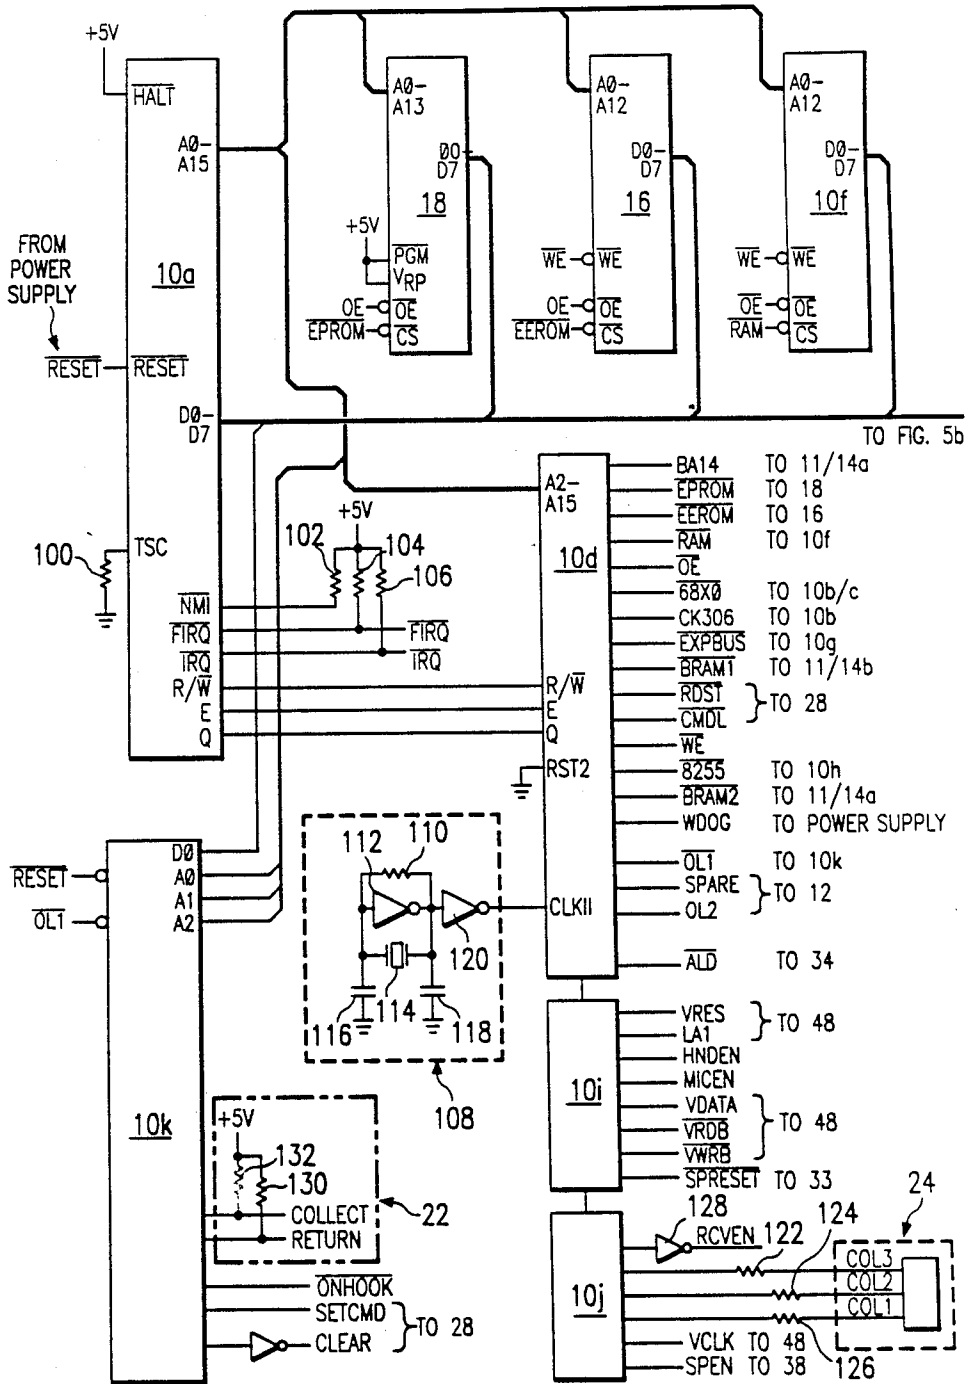 +5V
HALT
A0-
A15
FROM
POWER
SUPPLY
10a
RESET
RESET
D0-
D7
100
TSC
NMI
FIRQ
IRQ
R/W
E
Q
A0-
A13
D0-
D7
18
+5V
PGM
VRP
OE
OE
EPROM
CS
A0-
A12
D0-
D7
16
WE
WE
OE
OE
EEROM
CS
A0-
A12
D0-
D7
10f
WE
WE
OE
OE
RAM
CS
TO FIG. 5b
+5V
102
104
106
FIRQ
IRQ
A2-
A15
10d
R/W
E
Q
RST2
CLKII
BA14 TO 11/14a
EPROM TO 18
EEROM TO 16
RAM TO 10f
OE
68X0 TO 10b/c
CK306 TO 10b
EXPBUS TO 10g
BRAM1 TO 11/14b
RDST
CMDL
TO 28
WE
8255 TO 10h
BRAM2 TO 11/14a
WDOG TO POWER SUPPLY
OL1 TO 10k
SPARE
OL2
TO 12
ALD TO 34
112
110
120
114
116
118
108
RESET
OL1
D0
A0
A1
A2
10k
+5V
132
130
COLLECT
RETURN
22
ONHOOK
SETCMD
CLEAR
TO 28
10i
VRES
LA1
TO 48
HNDEN
MICEN
VDATA
VRDB
VWRB
TO 48
SPRESET TO 33
10j
128
RCVEN
122
124
24
COL3
COL2
COL1
126
VCLK TO 48
SPEN TO 38